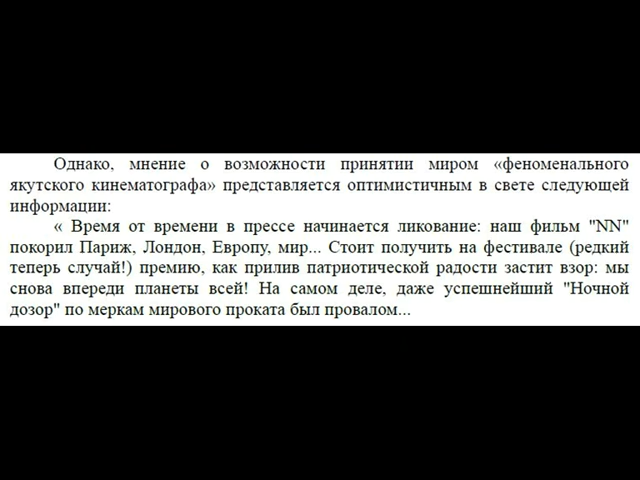 Однако, мнение о возможности принятии миром «феноменального
якутского кинематографа» представляется оптимистичным в свете следующей
информации:
« Время от времени в прессе начинается ликование: наш фильм "NN"
покорил Париж, Лондон, Европу, мир... Стоит получить на фестивале (редкий
теперь случай!) премию, как прилив патриотической радости застит взор: мы
снова впереди планеты всей! На самом деле, даже успешнейший "Ночной
дозор" по меркам мирового проката был провалом...